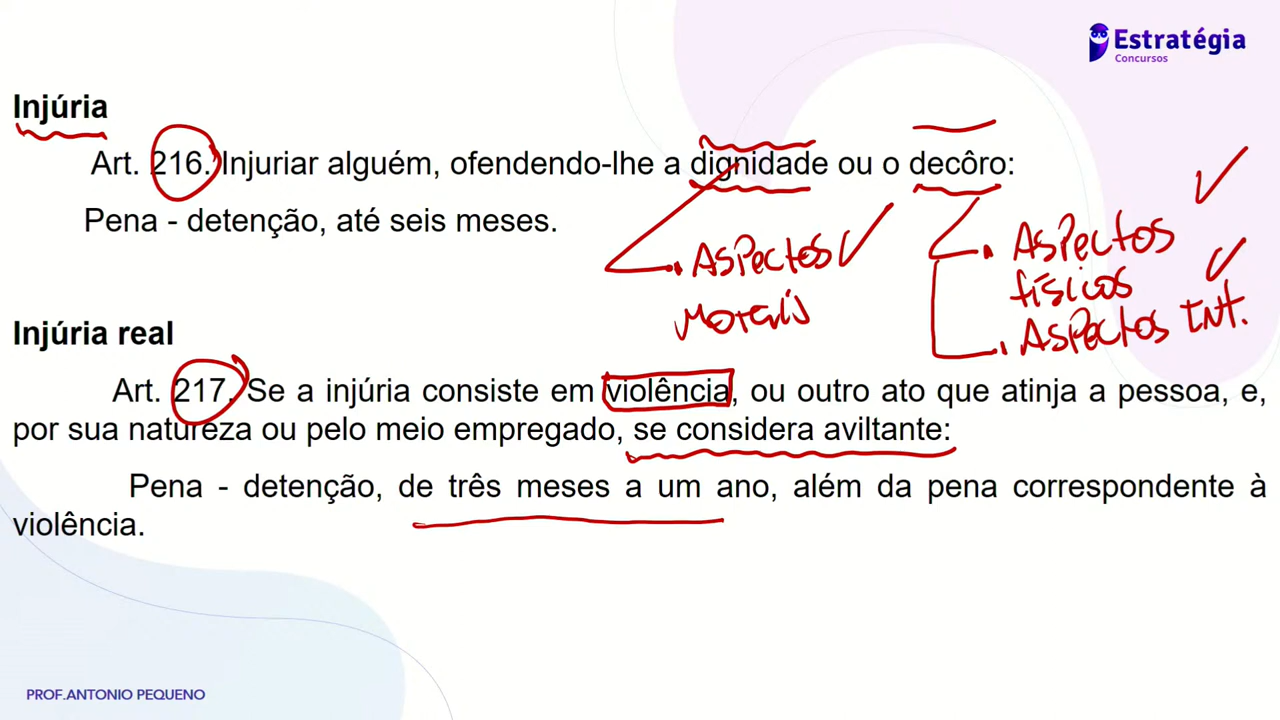 Estratégia
Concursos
Injúria
Art. 216. Injuriar alguém, ofendendo-lhe a dignidade ou o decôro:
Pena - detenção, até seis meses.
ASPECTOS
MORAIS
ASPECTOS
FÍSICOS
ASPECTOS INT.
Injúria real
Art. 217. Se a injúria consiste em violência, ou outro ato que atinja a pessoa, e,
por sua natureza ou pelo meio empregado, se considera aviltante:
Pena - detenção, de três meses a um ano, além da pena correspondente à
violência.
PROF.ANTONIO PEQUENO